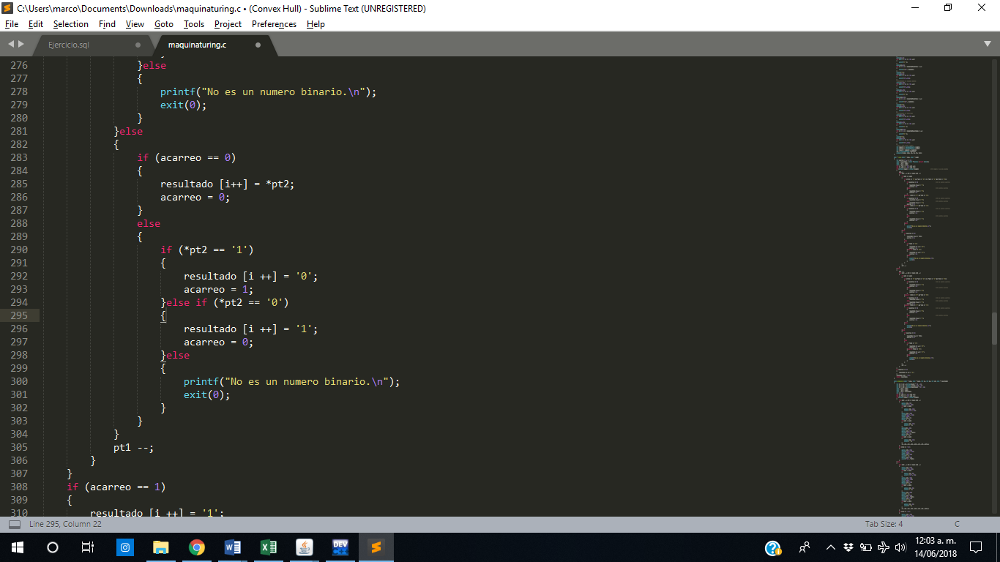 C:\Users\marco\Documents\Downloads\maquinaturing.c • (Convex Hull) - Sublime Text (UNREGISTERED)
File Edit Selection Find View Goto Tools Project Preferences Help
Ejercicio.sql maquinaturing.c
276 }else
277 {
278 printf("No es un numero binario.\n");
279 exit(0);
280 }
281 }else
282 {
283 if (acarreo == 0)
284 {
285 resultado [i++] = *pt2;
286 acarreo = 0;
287 }
288 else
289 {
290 if (*pt2 == '1')
291 {
292 resultado [i ++] = '0';
293 acarreo = 1;
294 }else if (*pt2 == '0')
295 {
296 resultado [i ++] = '1';
297 acarreo = 0;
298 }else
299 {
300 printf("No es un numero binario.\n");
301 exit(0);
302 }
303 }
304 }
305 pt1 --;
306 }
307 }
308 if (acarreo == 1)
309 {
310 resultado [i ++] = '1';
Line 295, Column 22 Tab Size: 4 C
DEV
12:03 a. m.
14/06/2018